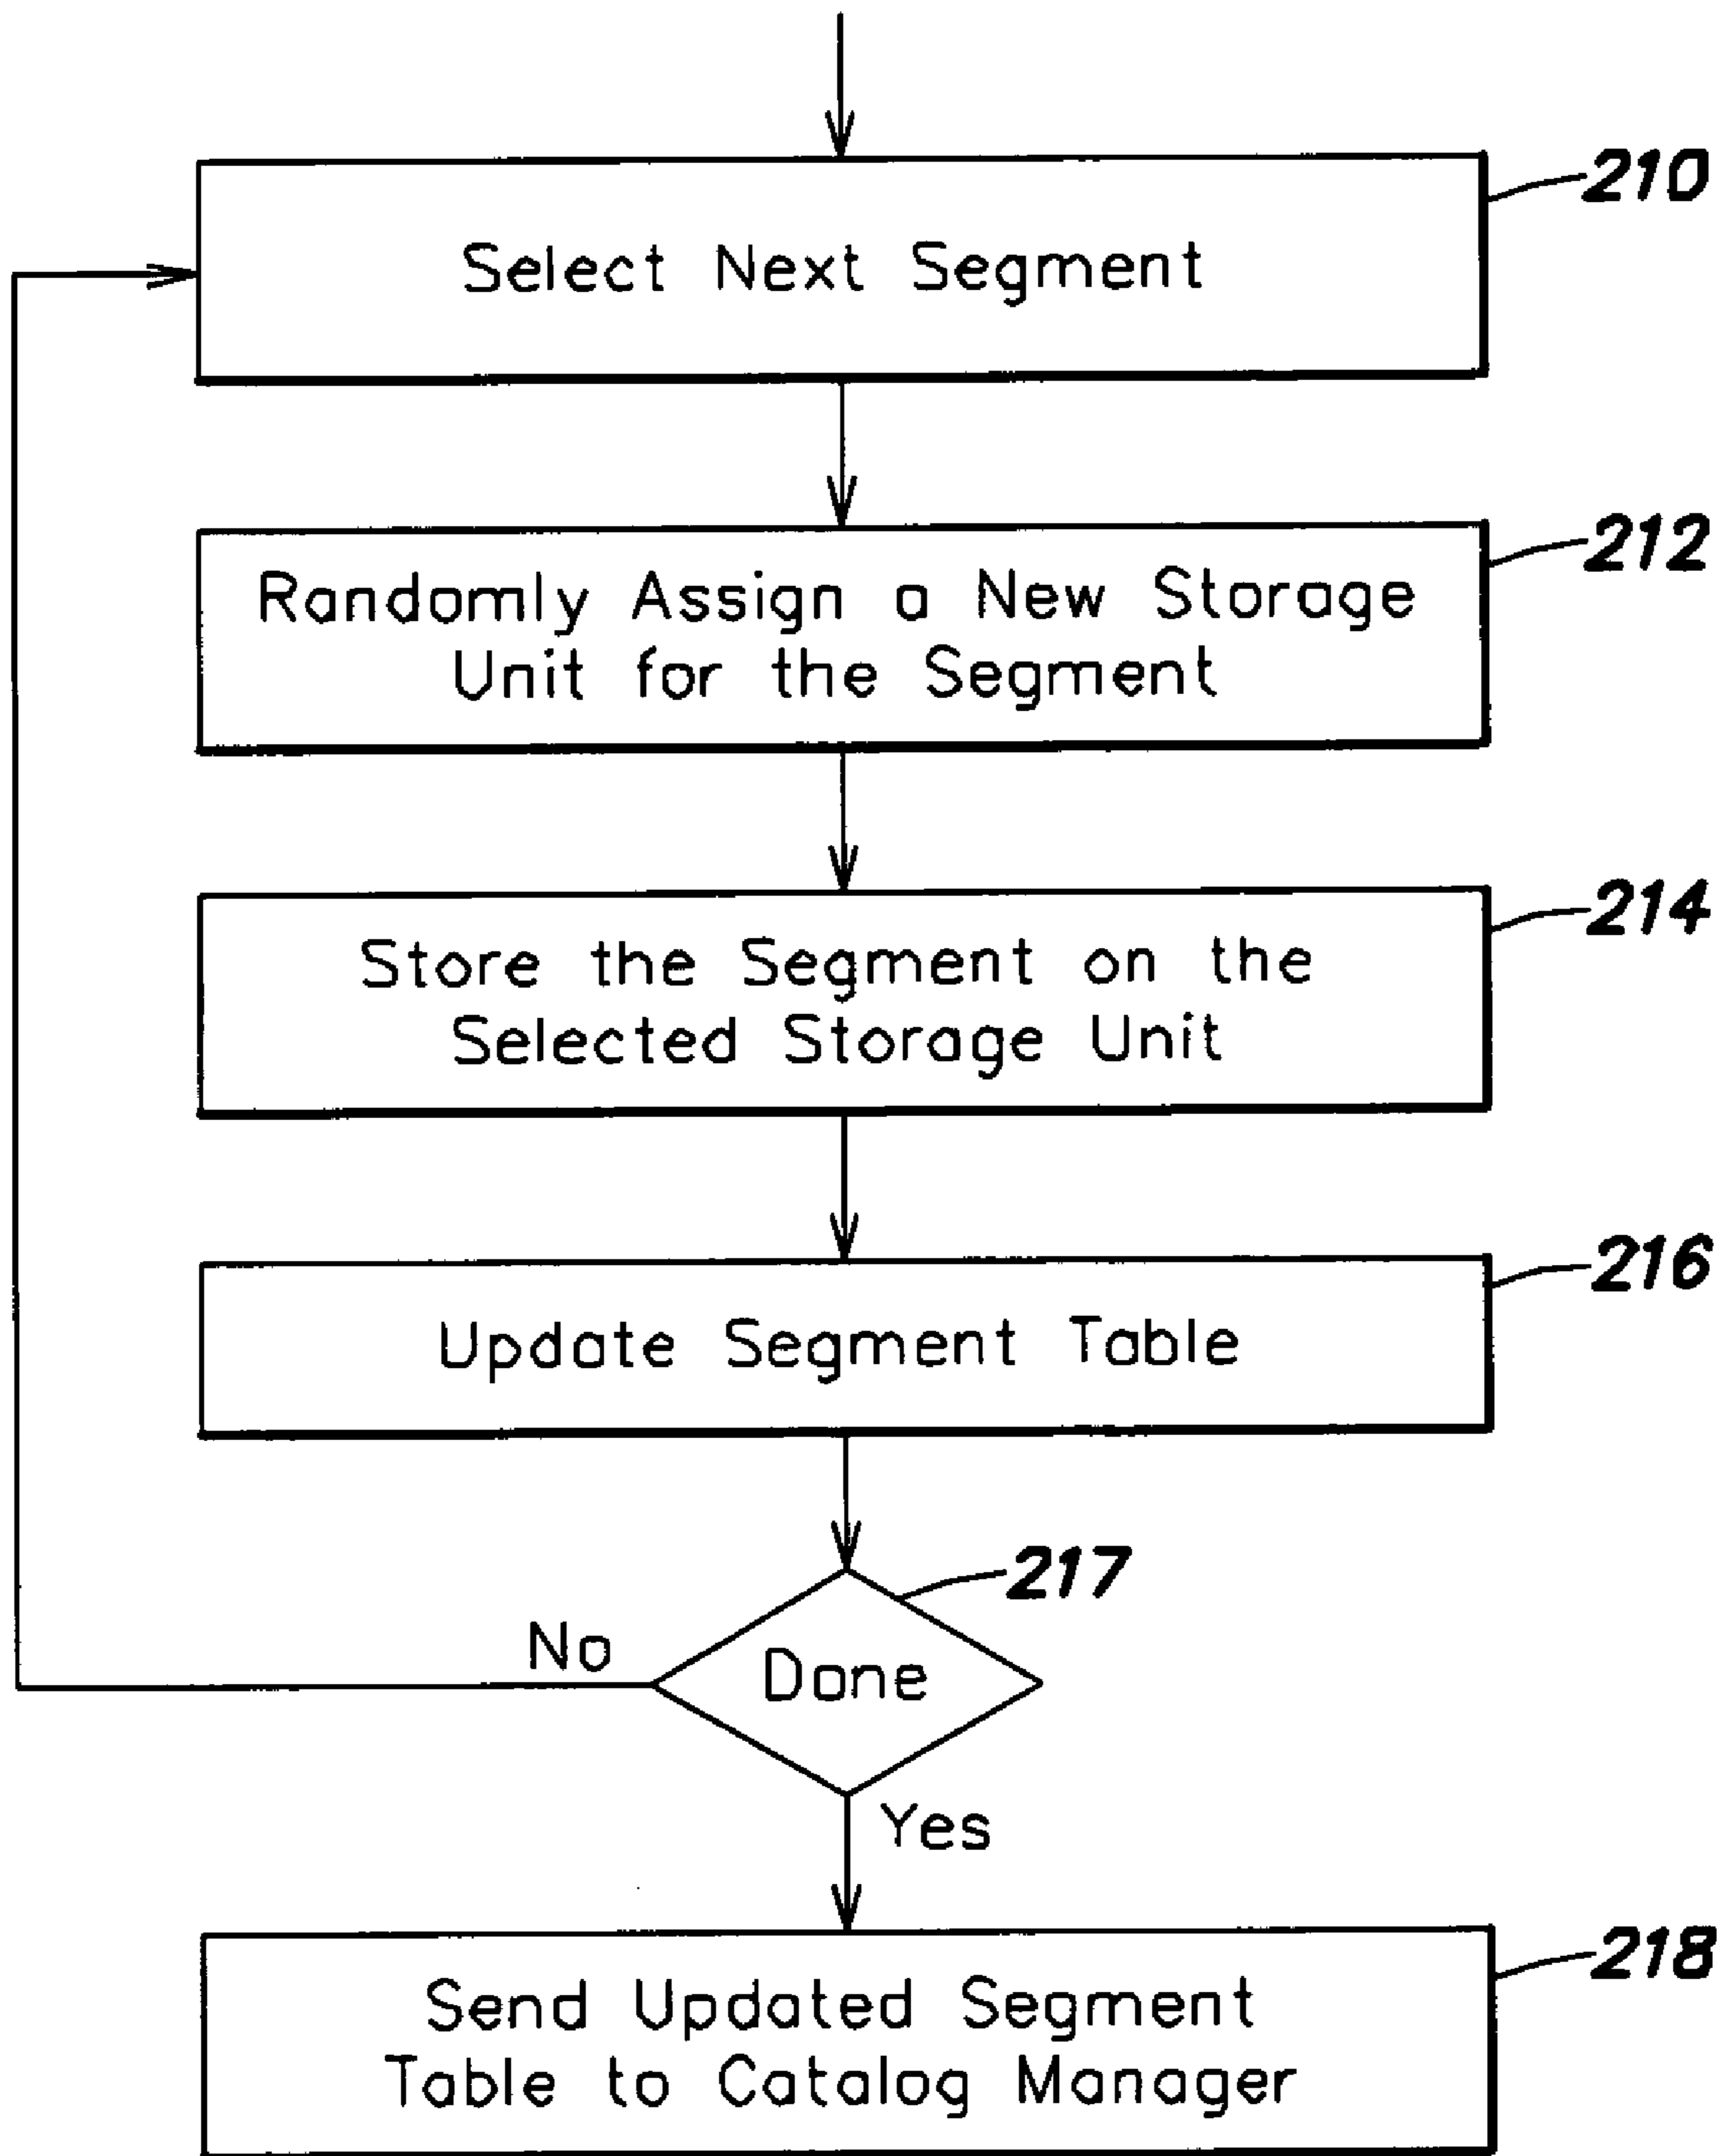 210
Select Next Segment
212
Randomly Assign a New Storage
Unit for the Segment
214
Store the Segment on the
Selected Storage Unit
216
Update Segment Table
217
No
Done
Yes
218
Send Updated Segment
Table to Catalog Manager